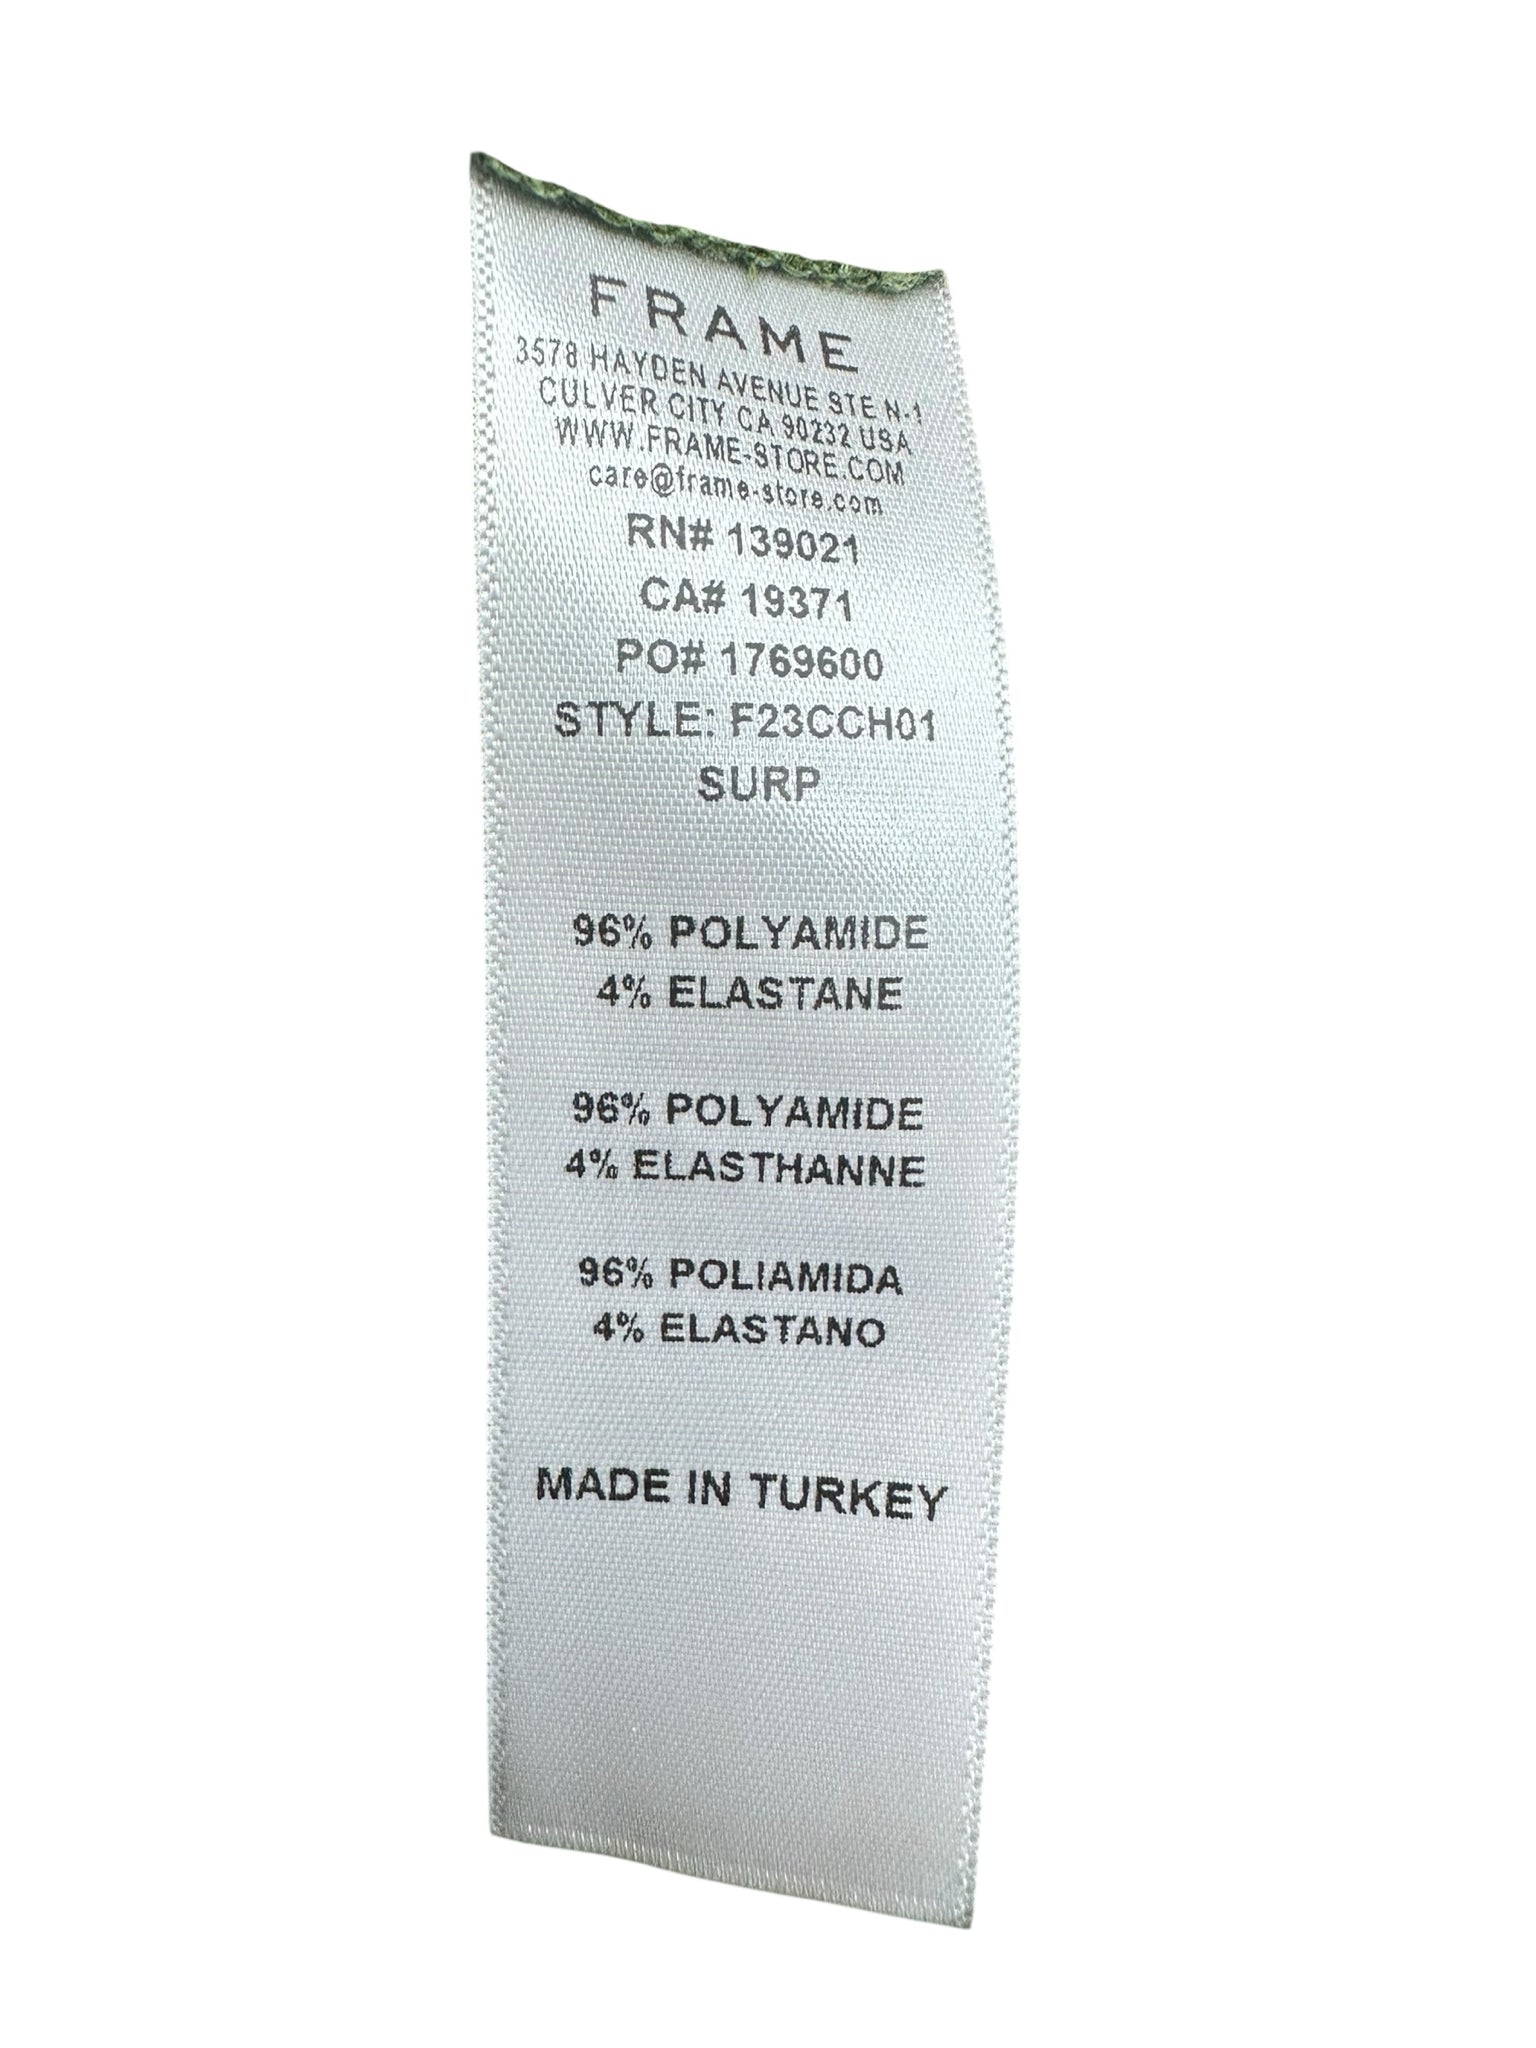 FRAME
3578 HAYDEN AVENUE STE N-1
CULVER CITY CA 90232 USA
WWW.FRAME-STORE.COM
care@frame-store.com
RN# 139021
CA# 19371
PO# 1769600
STYLE: F23CCH01
SURP
96% POLYAMIDE
4% ELASTANE
96% POLYAMIDE
4% ELASTHANNE
96% POLIAMIDA
4% ELASTANO
MADE IN TURKEY